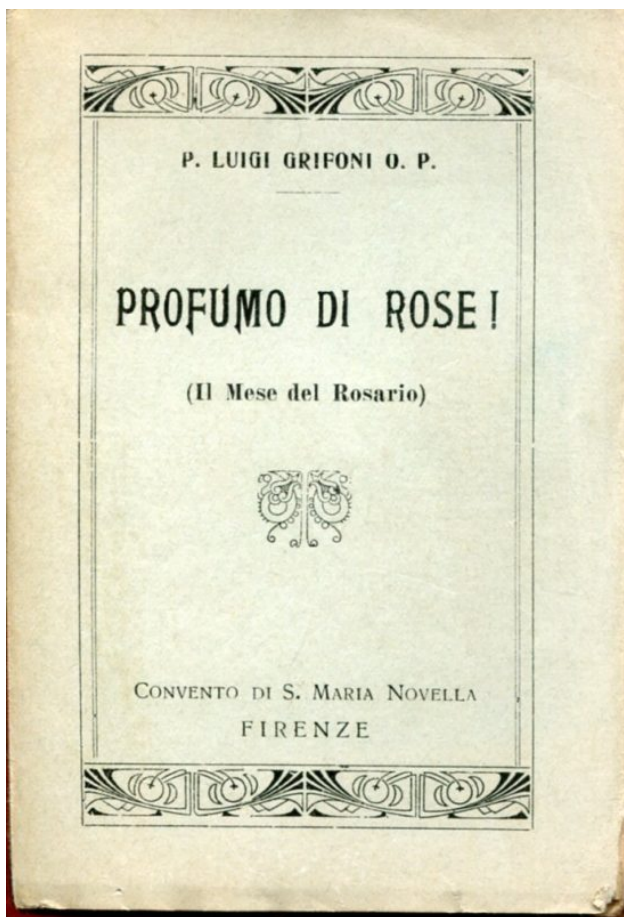 P. LUIGI GRIFONI O. P.
PROFUMO DI ROSE!
(Il Mese del Rosario)
CONVENTO DI S. MARIA NOVELLA
FIRENZE